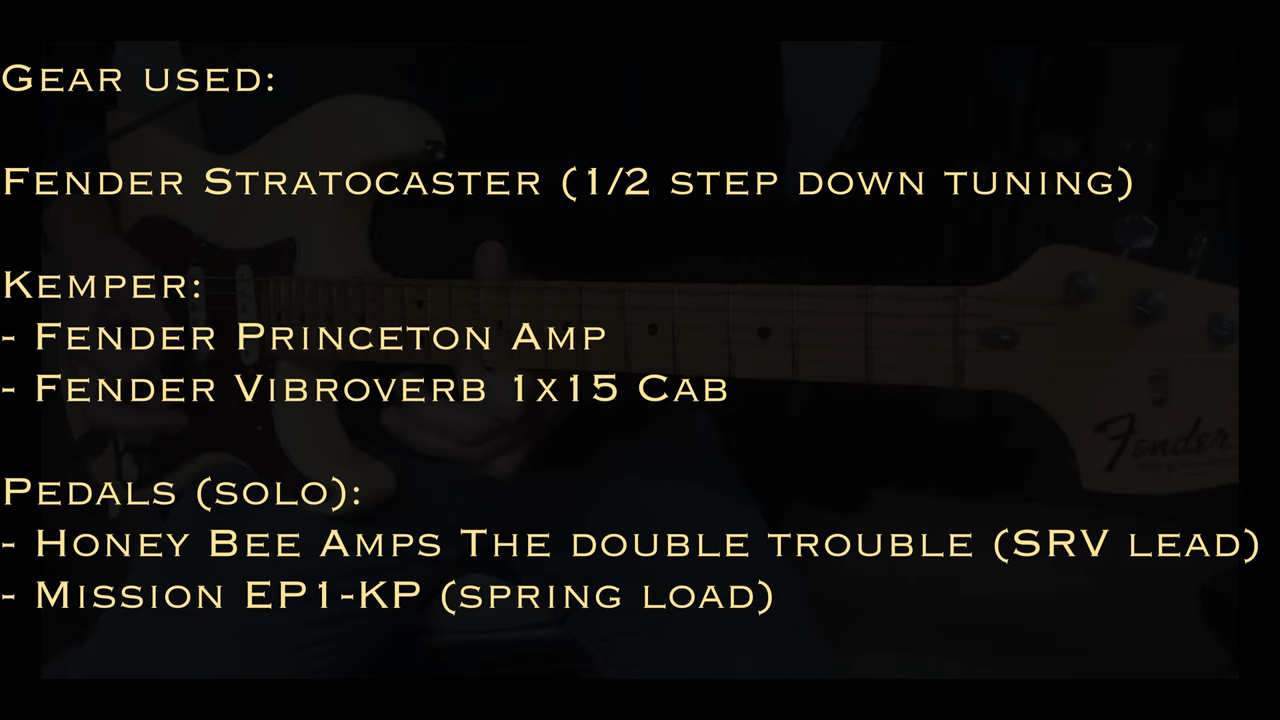 Gear used:
Fender Stratocaster (1/2 step down tuning)
Kemper:
- Fender Princeton Amp
- Fender Vibroverb 1x15 Cab
Fender
Pedals (solo):
- Honey Bee Amps The double trouble (SRV lead)
- Mission EP1-KP (spring load)